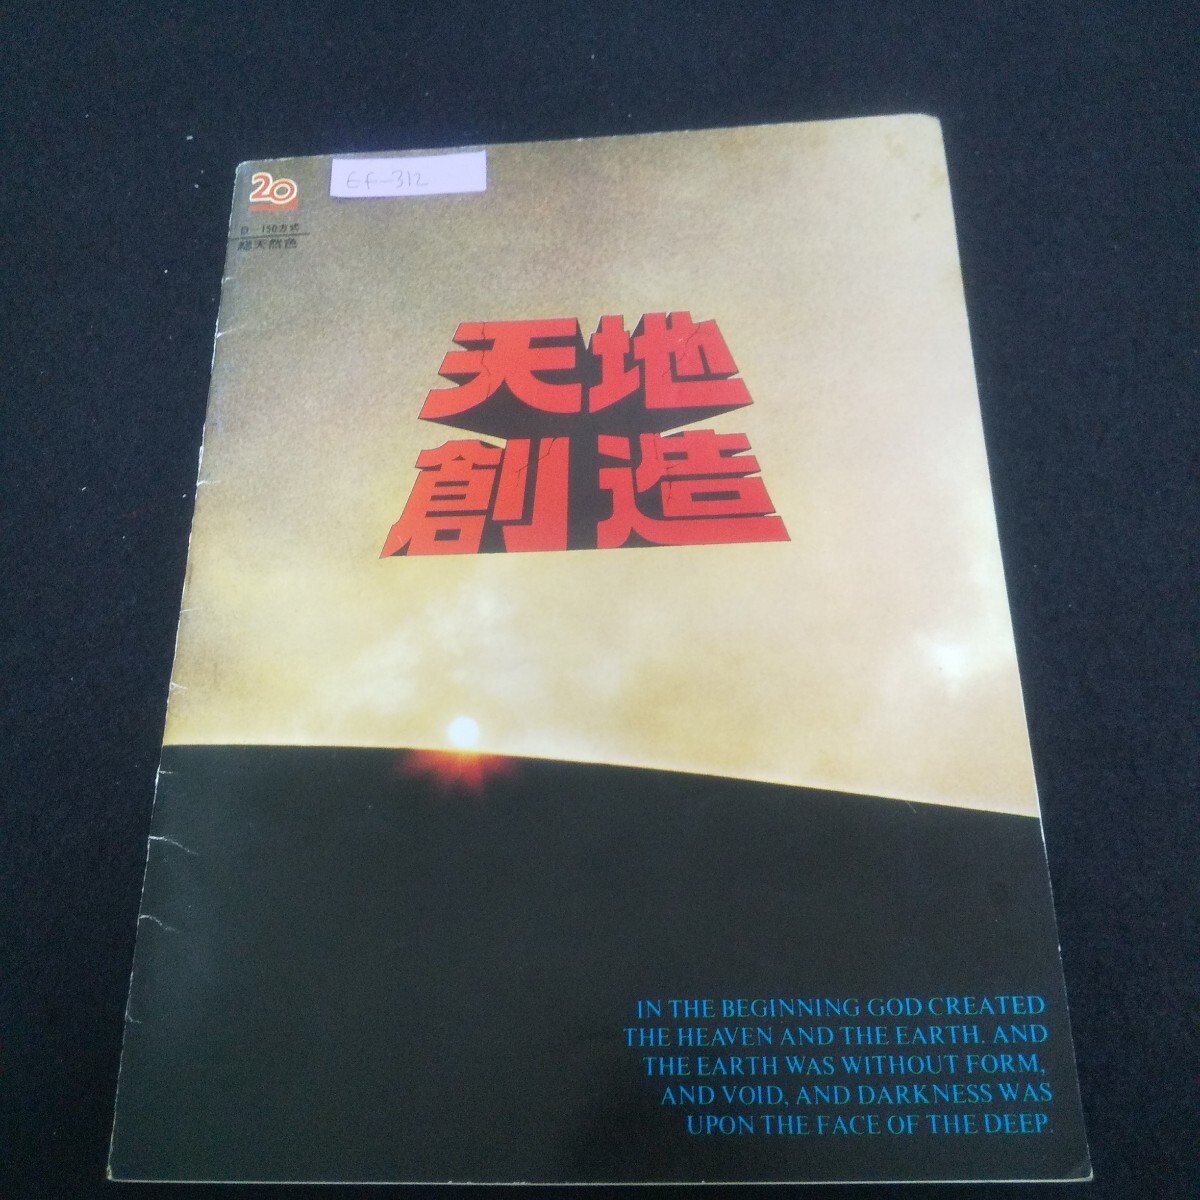 20
Ef-312
D-150方式
総天然色
天地
創造
IN THE BEGINNING GOD CREATED
THE HEAVEN AND THE EARTH. AND
THE EARTH WAS WITHOUT FORM,
AND VOID, AND DARKNESS WAS
UPON THE FACE OF THE DEEP.